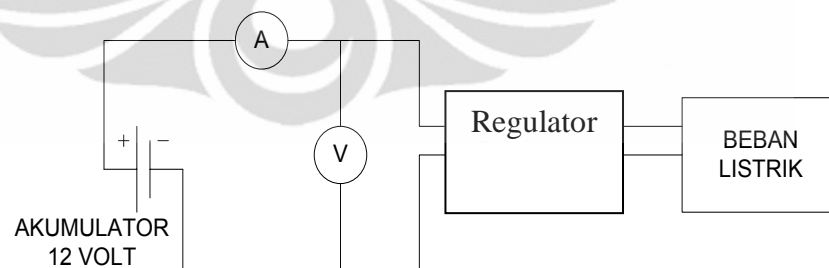 A
+ −
V
Regulator
BEBAN
LISTRIK
AKUMULATOR
12 VOLT